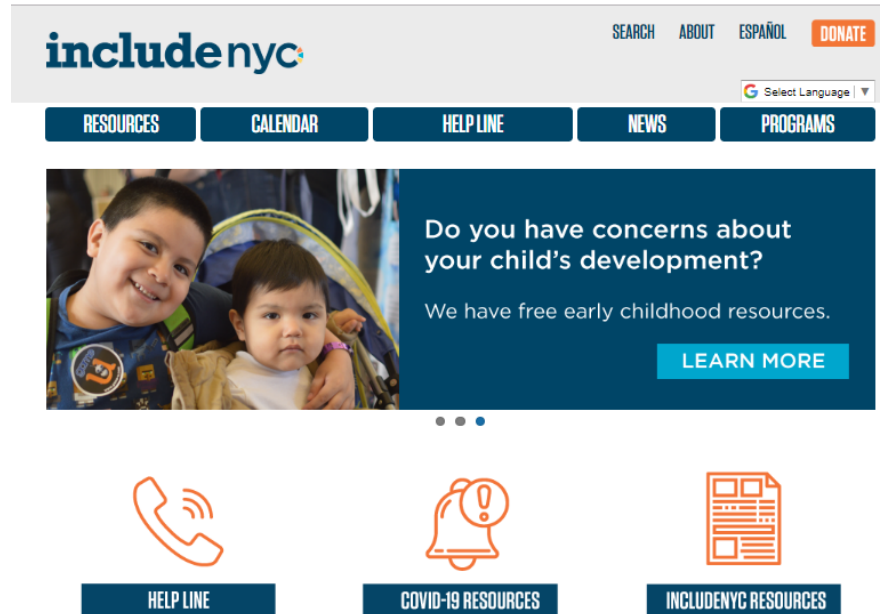 SEARCH ABOUT ESPAÑOL DONATE
includenyc
Select Language ▼
RESOURCES CALENDAR HELP LINE NEWS PROGRAMS
Do you have concerns about
your child's development?
We have free early childhood resources.
LEARN MORE
HELP LINE COVID-19 RESOURCES INCLUDENYC RESOURCES